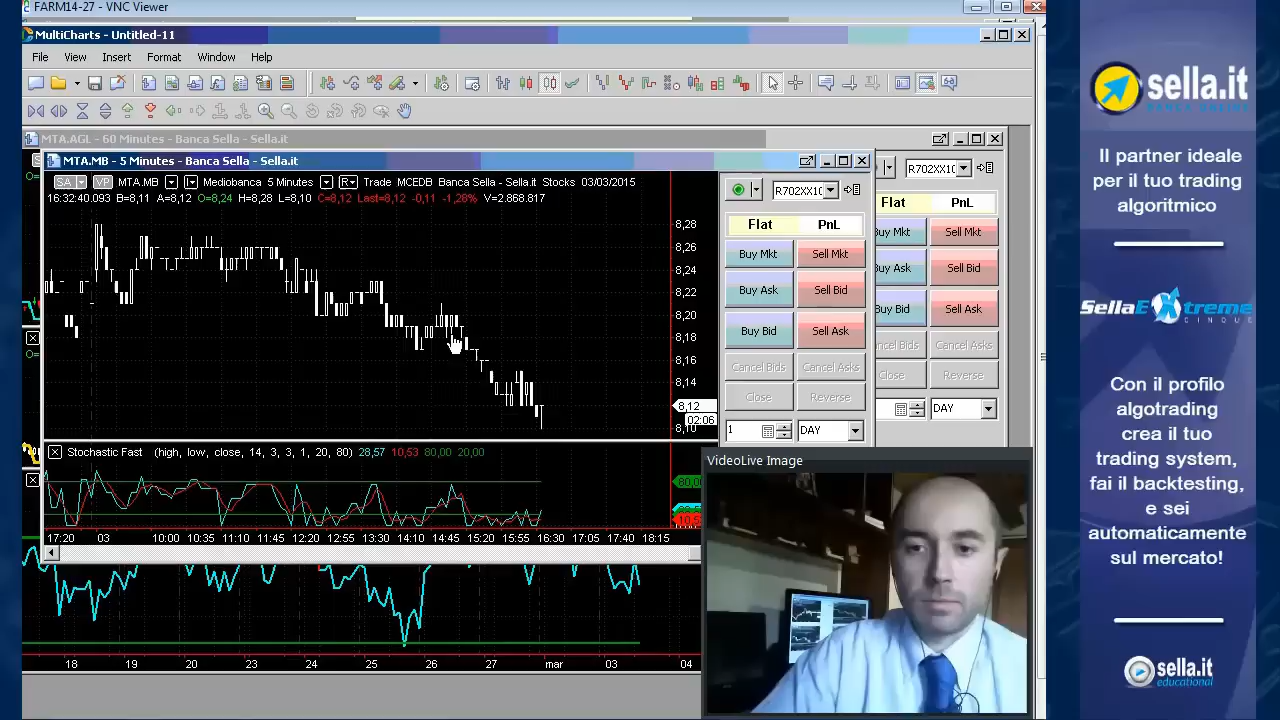 FARM14-27 - VNC Viewer
MultiCharts - Untitled-11
File View Insert Format Window Help
MTA.AGL - 60 Minutes - Banca Sella - Sella.it
MTA.MB - 5 Minutes - Banca Sella - Sella.it
SA VP MTA.MB Mediobanca 5 Minutes R Trade MCEDB Banca Sella - Sella.it Stocks 03/03/2015
16:32:40.093 B=8,11 A=8,12 O=8,24 H=8,28 L=8,10 C=8,12 Last=8,12 -0,11 -1,28% V=2.868.817
8,28
8,26
8,24
8,22
8,20
8,18
8,16
8,14
8,12
02:06
8,10
Stochastic Fast (high, low, close, 14, 3, 3, 1, 20, 80) 28,57 10,53 80,00 20,00
80,00
17:20 03 10:00 10:35 11:10 11:45 12:20 12:55 13:30 14:10 14:45 15:20 15:55 16:30 17:05 17:40 18:15
18 19 20 23 24 25 26 27 mar 03 04
R702XX10
Flat PnL
Buy Mkt Sell Mkt
Buy Ask Sell Bid
Buy Bid Sell Ask
Cancel Bids Cancel Asks
Close Reverse
1 DAY
R702XX10
Flat PnL
Buy Mkt Sell Mkt
Buy Ask Sell Bid
Buy Bid Sell Ask
Cancel Asks
Close Reverse
DAY
VideoLive Image
sella.it
BANCA ONLINE
Il partner ideale
per il tuo trading
algoritmico
SellaExtreme
CINQUE
Con il profilo
algotrading
crea il tuo
trading system,
fai il backtesting,
e sei
automaticamente
sul mercato!
sella.it
educational